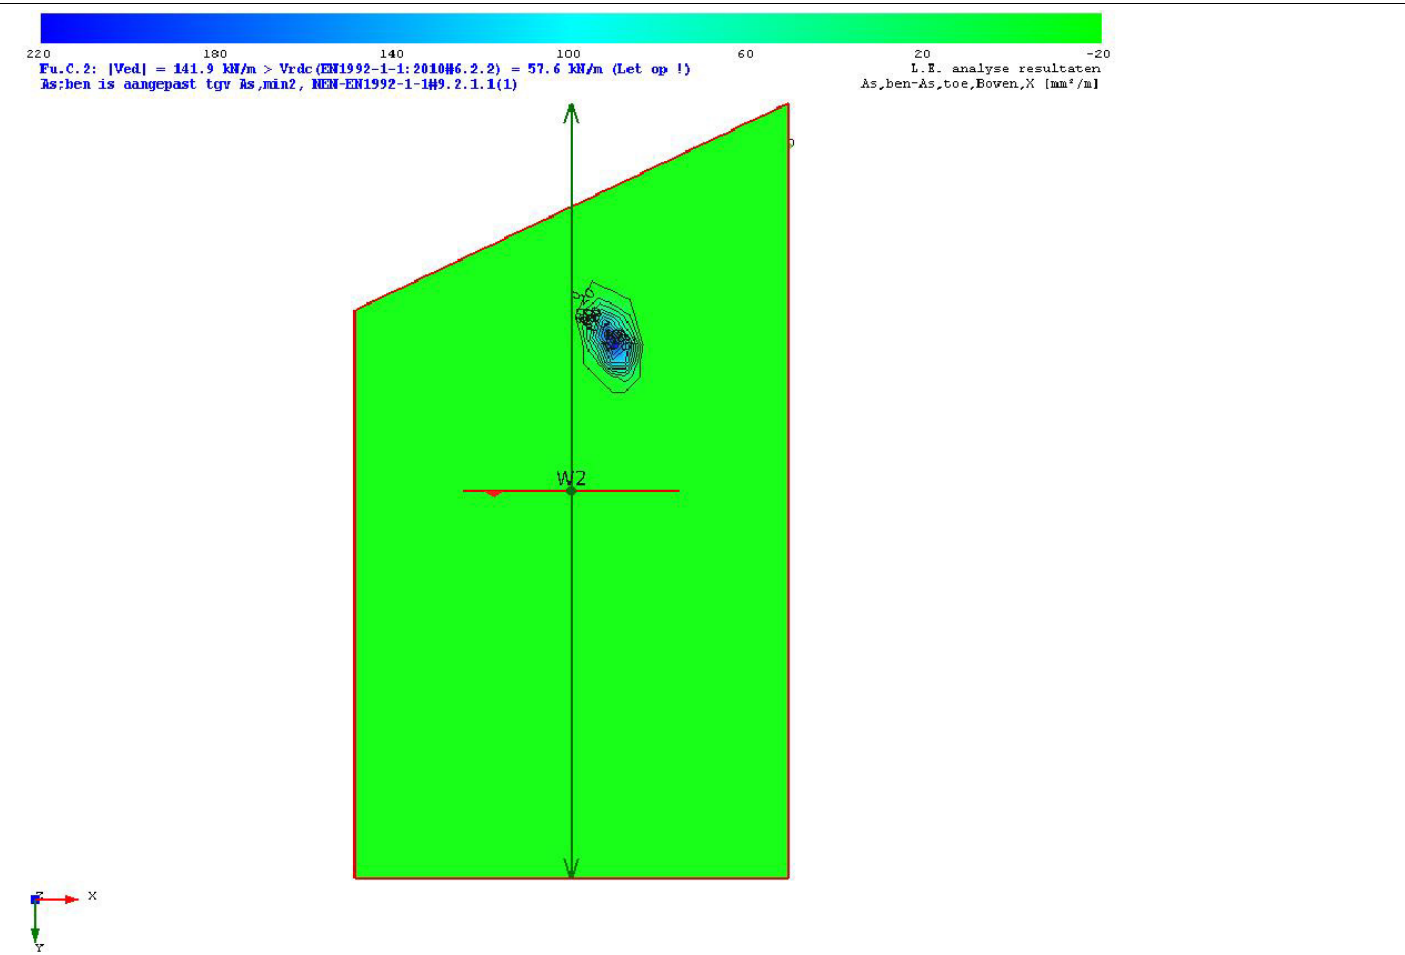 220 180 140 100 60 20 -20
Fu.C.2: |Ved| = 141.9 kN/m > Vrdc(EN1992-1-1:2010#6.2.2) = 57.6 kN/m (Let op !)
L.E. analyse resultaten
As;ben is aangepast tgv As,min2, NEN-EN1992-1-1#9.2.1.1(1)
As,ben-As,toe,Boven,X [mm²/m]
0
W2
Z
X
Y